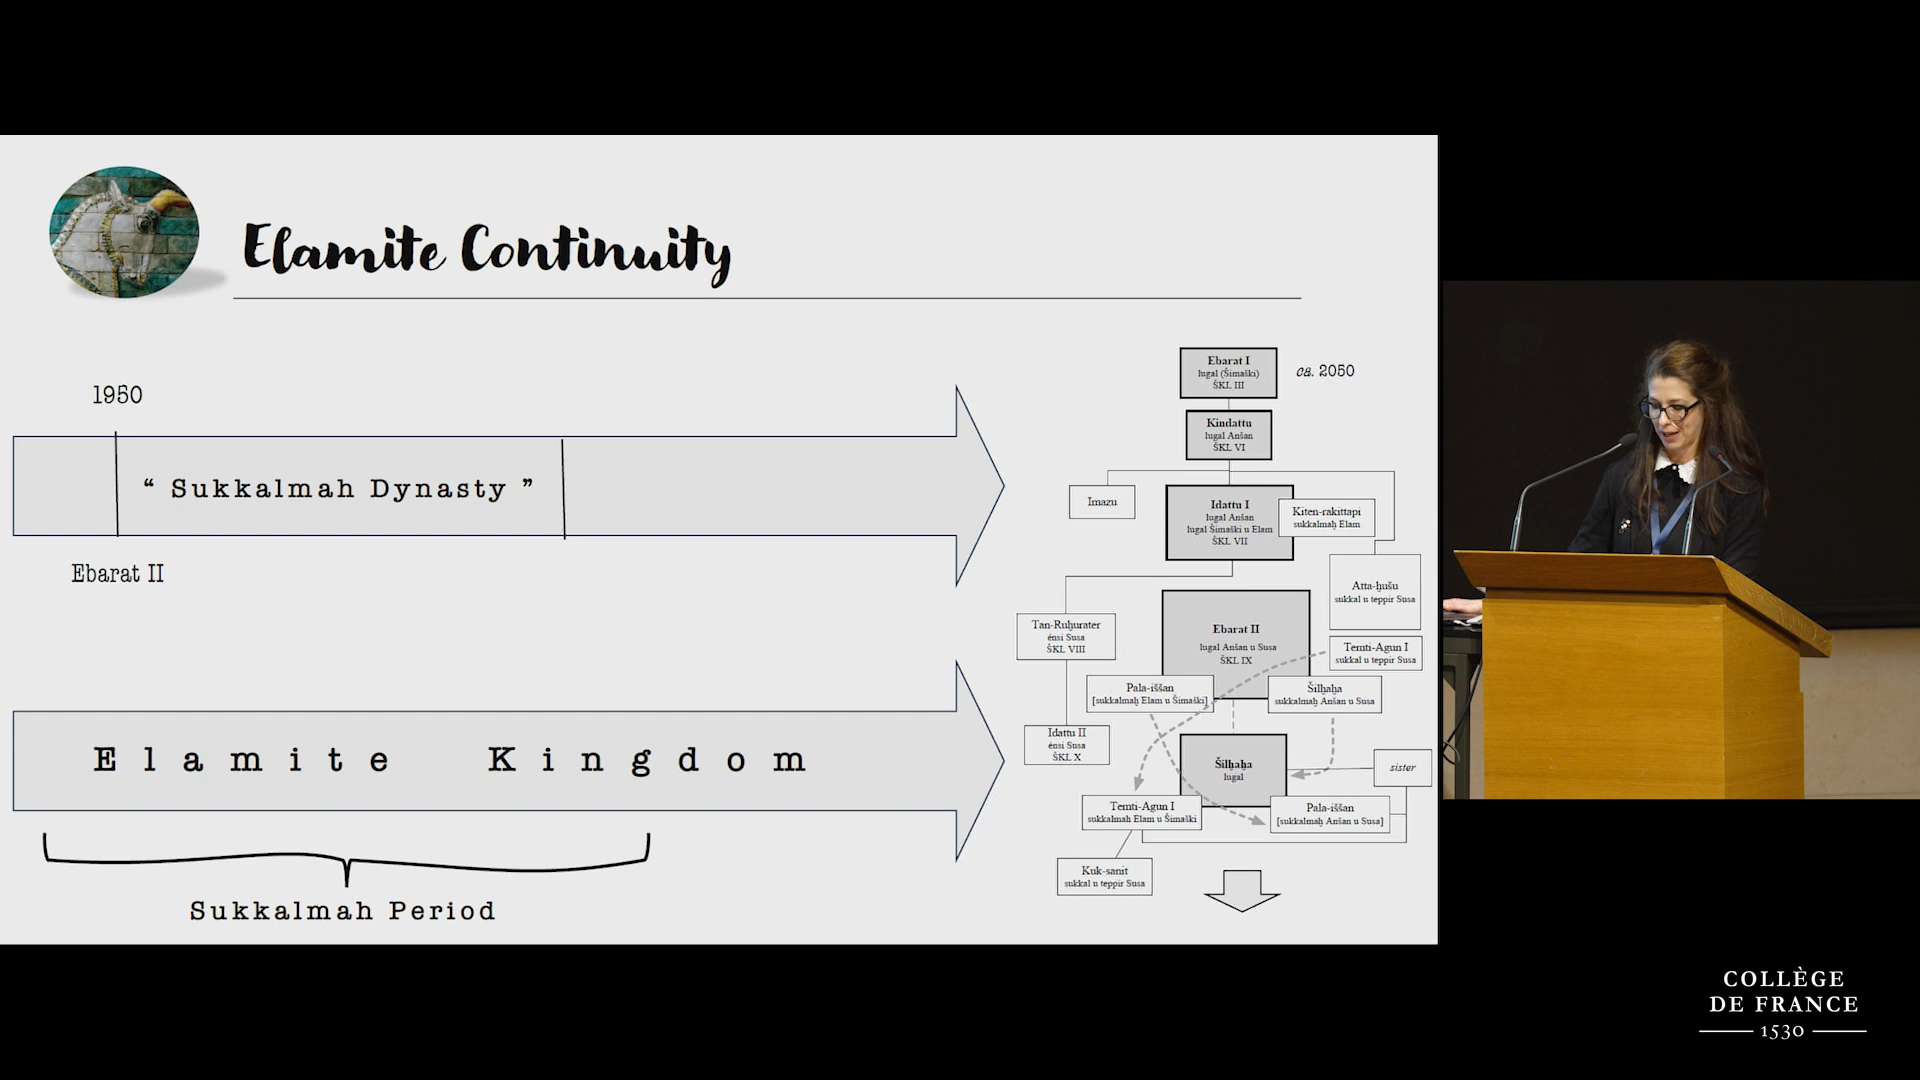 Elamite Continuity
1950
“ Sukkalmah Dynasty ”
Ebarat II
Elamite Kingdom
Sukkalmah Period
Ebarat I
lugal (Šimaški)
ŠKL III
ca. 2050
Kindattu
lugal Anšan
ŠKL VI
Imazu
Idattu I
lugal Anšan
lugal Šimaški u Elam
ŠKL VII
Kiten-rakittapi
sukkalmaḫ Elam
Atta-ḫušu
sukkal u teppir Susa
Tan-Ruḫurater
énsi Susa
ŠKL VIII
Ebarat II
lugal Anšan u Susa
ŠKL IX
Temti-Agun I
sukkal u teppir Susa
Pala-iššan
[sukkalmaḫ Elam u Šimaški]
Šilḫaḫa
sukkalmaḫ Anšan u Susa
Idattu II
énsi Susa
ŠKL X
Šilḫaḫa
lugal
sister
Temti-Agun I
sukkalmah Elam u Šimaški
Pala-iššan
[sukkalmaḫ Anšan u Susa]
Kuk-sanit
sukkal u teppir Susa
COLLÈGE
DE FRANCE
1530